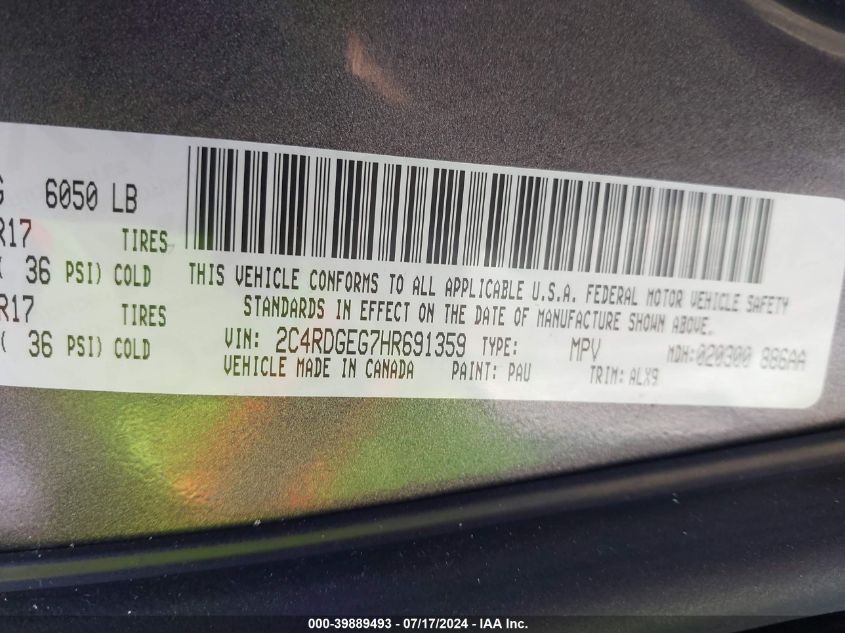 G 6050 LB
R17 TIRES
( 36 PSI) COLD
R17 TIRES
( 36 PSI) COLD
THIS VEHICLE CONFORMS TO ALL APPLICABLE U.S.A. FEDERAL MOTOR VEHICLE SAFETY
STANDARDS IN EFFECT ON THE DATE OF MANUFACTURE SHOWN ABOVE.
VIN: 2C4RDGEG7HR691359 TYPE: MPV MDH:020300 886AA
VEHICLE MADE IN CANADA PAINT: PAU TRIM: ALX9
000-39889493 - 07/17/2024 - IAA Inc.